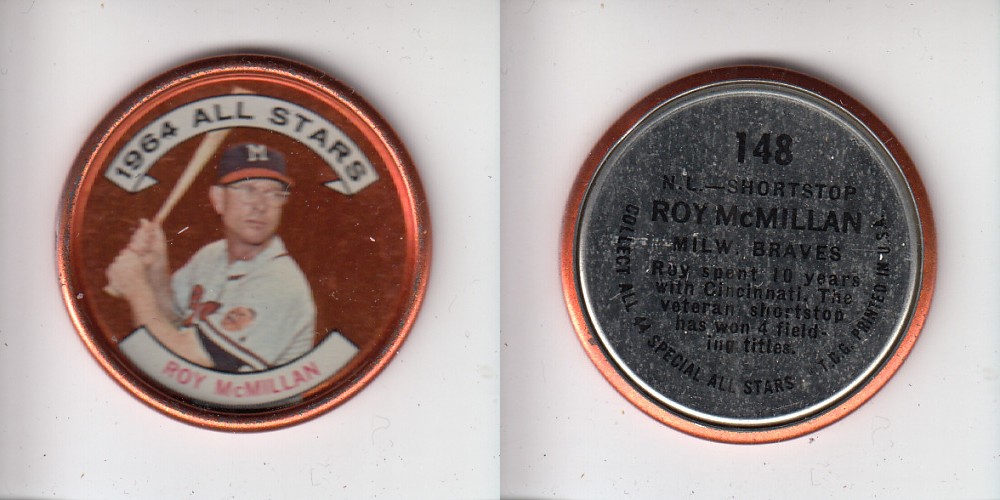 1964 ALL STARS
M
ROY McMILLAN
148
N.L.—SHORTSTOP
ROY McMILLAN
MILW. BRAVES
Roy spent 10 years
with Cincinnati. The
veteran shortstop
has won 4 field-
ing titles.
COLLECT ALL 44 SPECIAL ALL STARS
T.C.G. PRINTED IN U.S.A.